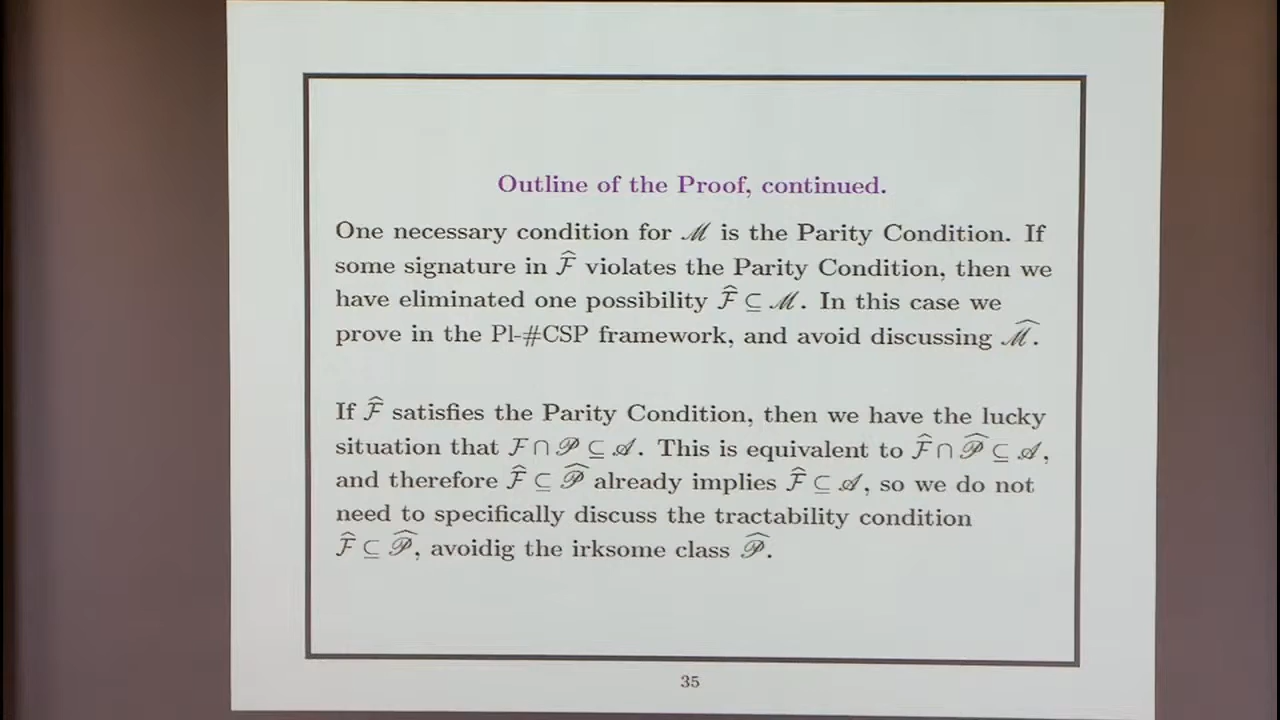 Outline of the Proof, continued.
One necessary condition for ℳ is the Parity Condition. If
some signature in ℱ̂ violates the Parity Condition, then we
have eliminated one possibility ℱ̂ ⊆ ℳ. In this case we
prove in the Pl-#CSP framework, and avoid discussing ℳ̂.
If ℱ̂ satisfies the Parity Condition, then we have the lucky
situation that ℱ ∩ 𝒫 ⊆ 𝒜. This is equivalent to ℱ̂ ∩ 𝒫̂ ⊆ 𝒜,
and therefore ℱ̂ ⊆ 𝒫̂ already implies ℱ̂ ⊆ 𝒜, so we do not
need to specifically discuss the tractability condition
ℱ̂ ⊆ 𝒫̂, avoidig the irksome class 𝒫̂.
35